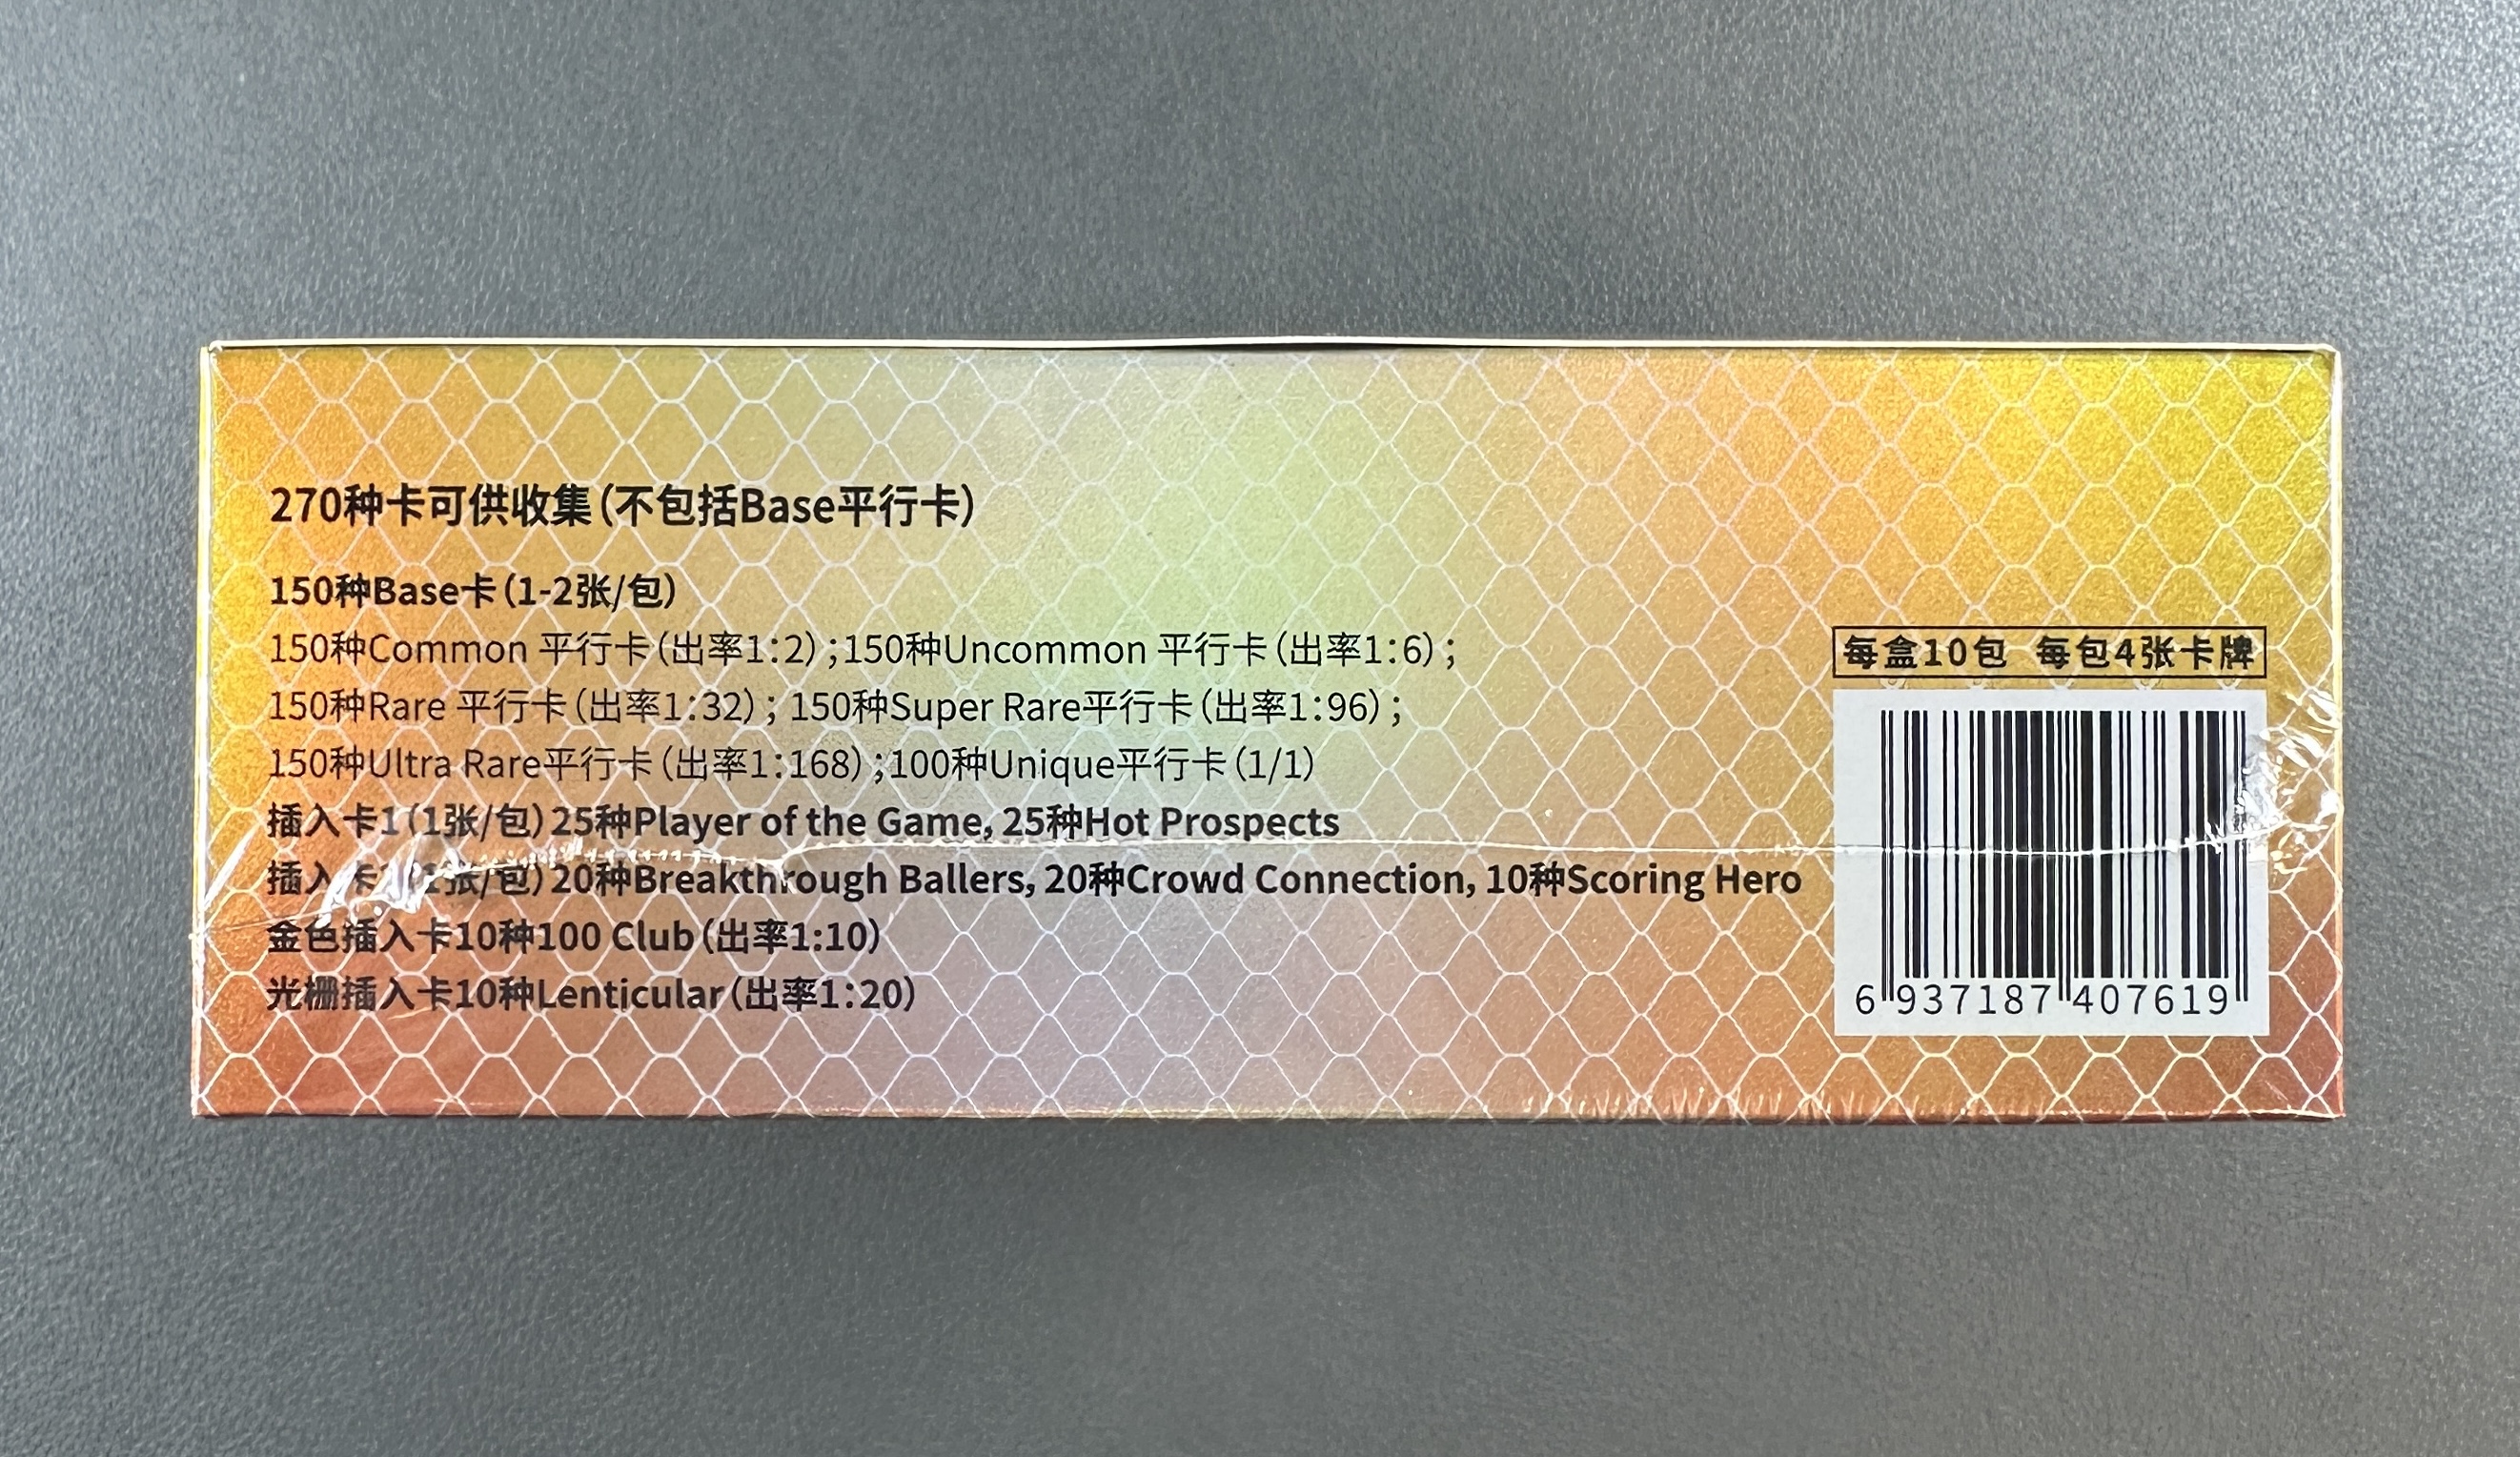 270种卡可供收集(不包括Base平行卡)
150种Base卡(1-2张/包)
150种Common 平行卡(出率1:2);150种Uncommon 平行卡(出率1:6);
150种Rare 平行卡(出率1:32); 150种Super Rare平行卡(出率1:96);
150种Ultra Rare平行卡(出率1:168);100种Unique平行卡(1/1)
插入卡1(1张/包)25种Player of the Game, 25种Hot Prospects
插入卡2(1张/包)20种Breakthrough Ballers, 20种Crowd Connection, 10种Scoring Hero
金色插入卡10种100 Club(出率1:10)
光栅插入卡10种Lenticular(出率1:20)
每盒10包 每包4张卡牌
6 937187 407619